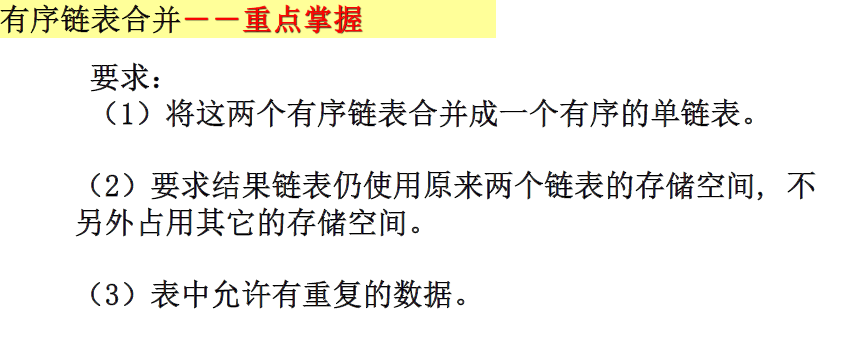 有序链表合并－－重点掌握
要求：
（1）将这两个有序链表合并成一个有序的单链表。
（2）要求结果链表仍使用原来两个链表的存储空间, 不
另外占用其它的存储空间。
（3）表中允许有重复的数据。